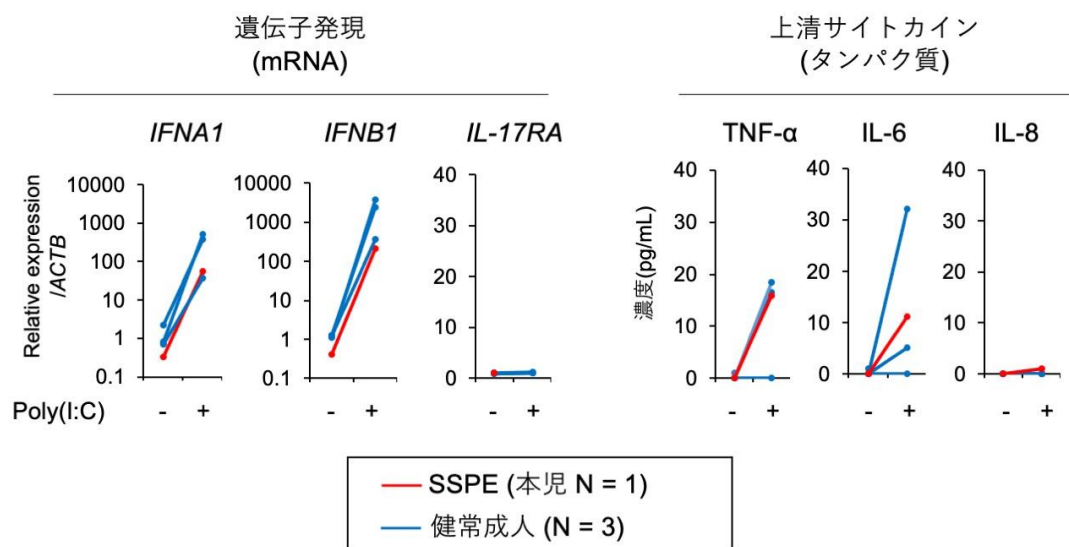 遺伝子発現
(mRNA)
上清サイトカイン
(タンパク質)
IFNA1
IFNB1
IL-17RA
TNF-α
IL-6
IL-8
Relative expression
/ACTB
10000
1000
100
10
1
0.1
10000
1000
100
10
1
0.1
40
30
20
10
0
濃度(pg/mL)
40
30
20
10
0
40
30
20
10
0
40
30
20
10
0
Poly(I:C)
- +
- +
- +
- +
- +
- +
SSPE (本児 N = 1)
健常成人 (N = 3)